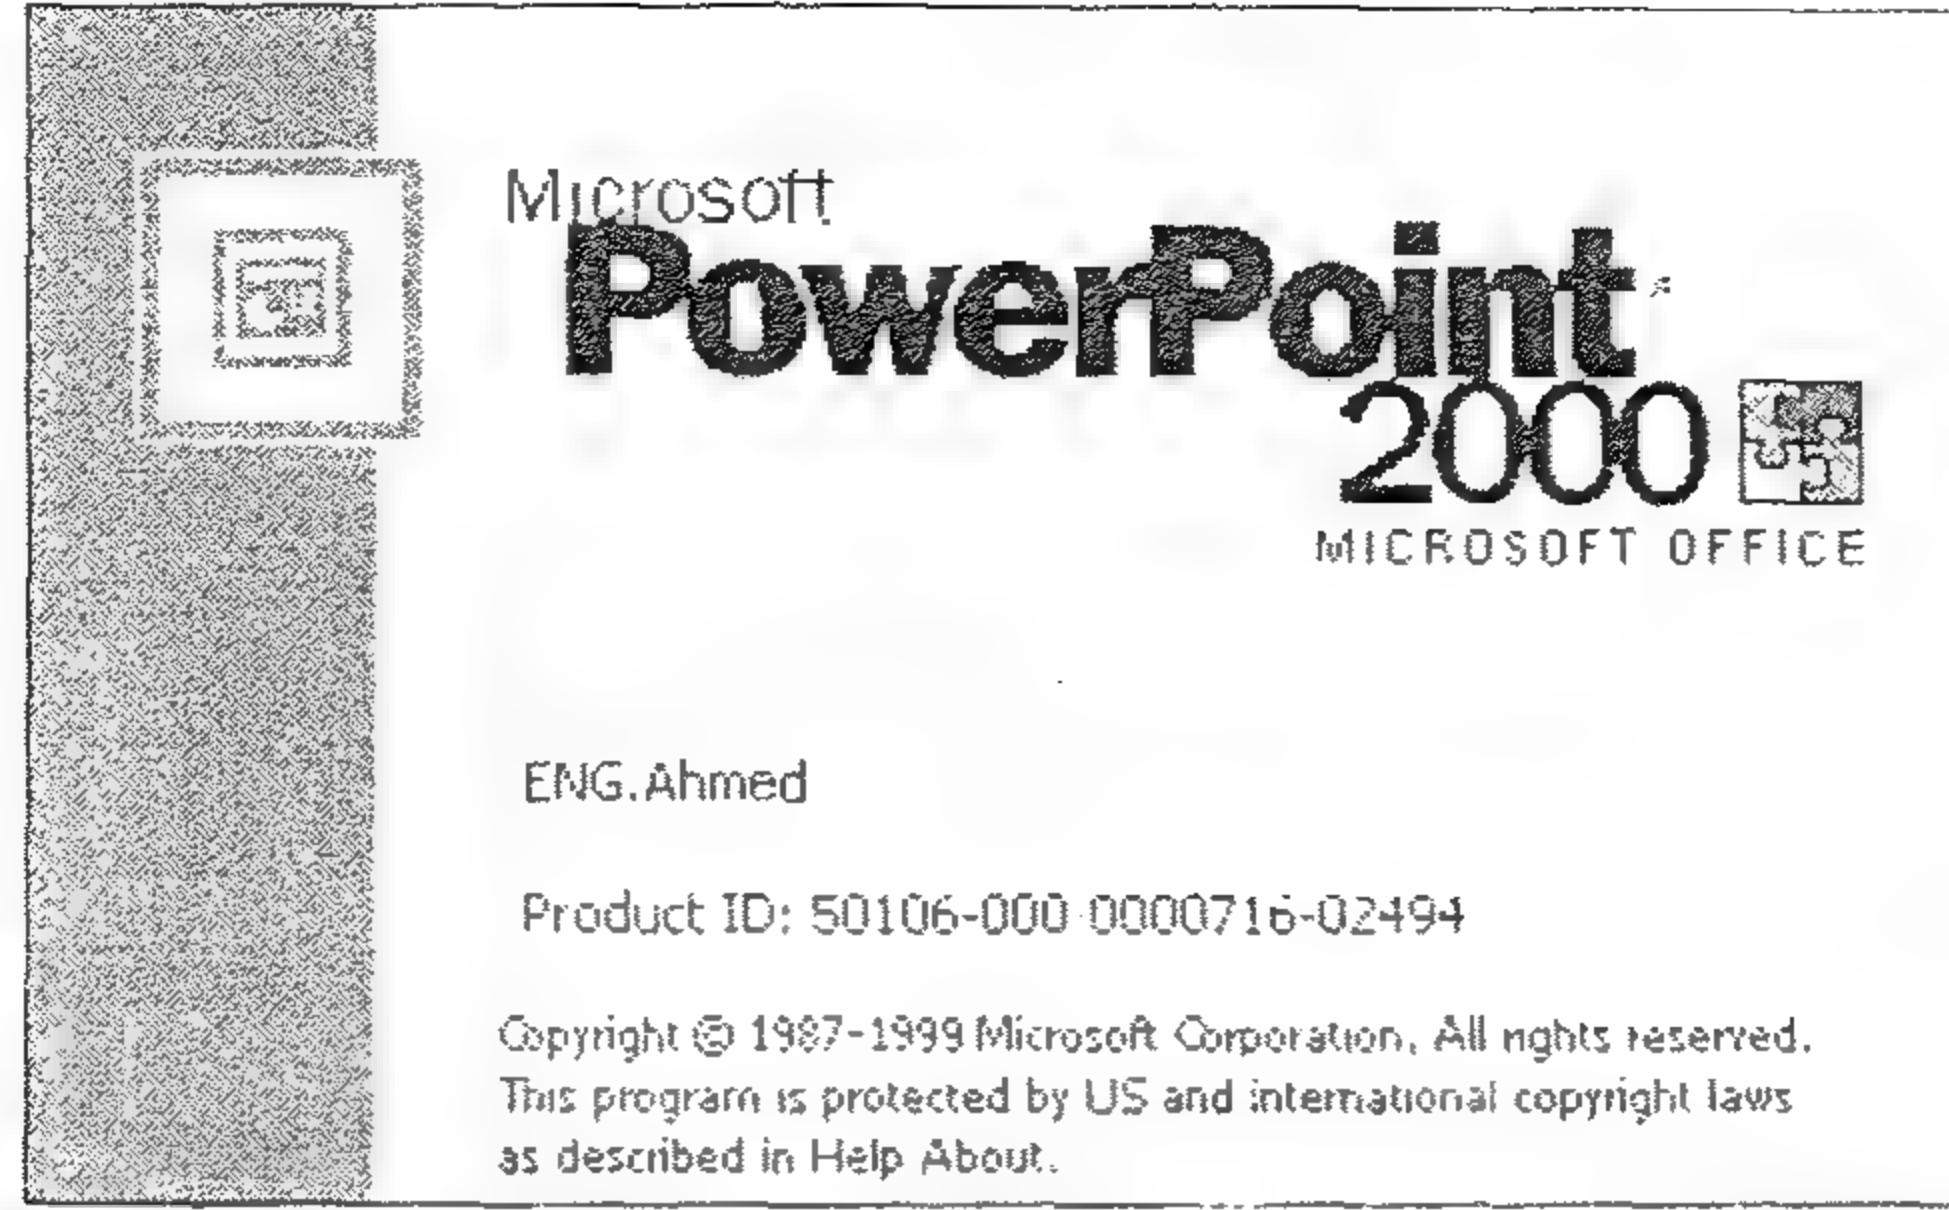 Microsoft
PowerPoint
2000
MICROSOFT OFFICE
ENG.Ahmed
Product ID: 50106-000-0000716-02494
Copyright © 1987-1999 Microsoft Corporation. All rights reserved.
This program is protected by US and international copyright laws
as described in Help About.